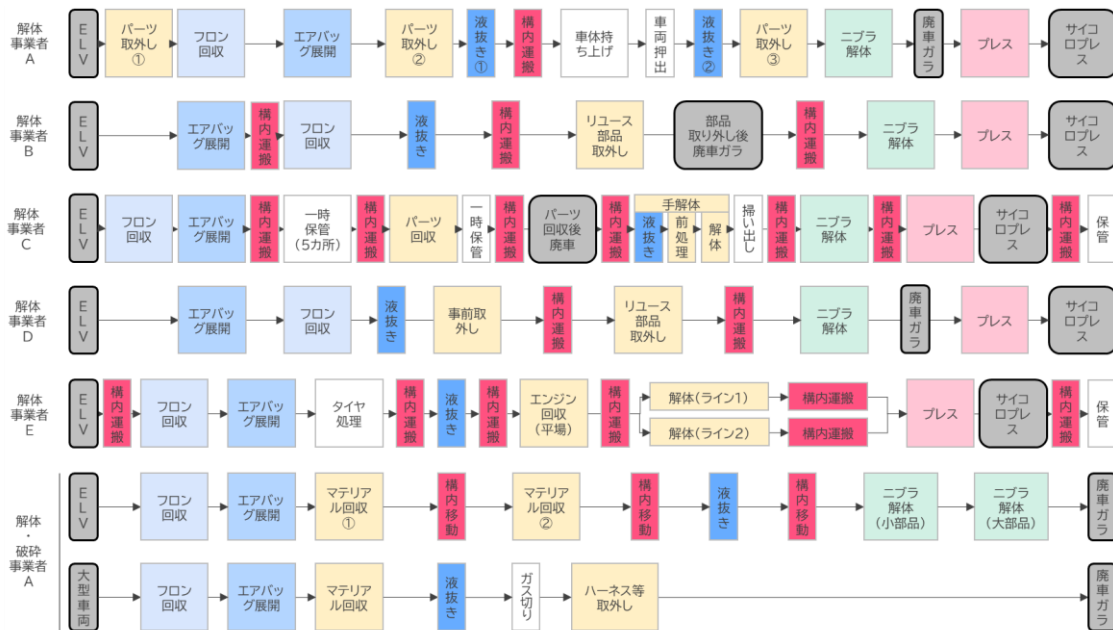 解体
事業者
A
ELV
パーツ
取外し
①
フロン
回収
エアバッ
グ展開
パーツ
取外し
②
液抜き①
構内運搬
車体持
ち上げ
車両押出
液抜き②
パーツ
取外し
③
ニブラ
解体
廃車ガラ
プレス
サイコ
ロプレ
ス
解体
事業者
B
ELV
エアバッ
グ展開
構内運搬
フロン
回収
液抜き
構内運搬
リユース
部品
取外し
部品
取り外し後
廃車ガラ
構内運搬
ニブラ
解体
プレス
サイコ
ロプレ
ス
解体
事業者
C
ELV
フロン
回収
エアバッ
グ展開
構内運搬
一時
保管
(5カ所)
構内運搬
パーツ
回収
一時保管
構内運搬
パーツ
回収後
廃車
構内運搬
手解体
液抜き
前処理
解体
掃い出し
構内運搬
ニブラ
解体
構内運搬
プレス
サイコ
ロプレ
ス
構内運搬
保管
解体
事業者
D
ELV
エアバッ
グ展開
フロン
回収
液抜き
事前取
外し
構内運搬
リユース
部品
取外し
構内運搬
ニブラ
解体
廃車ガラ
プレス
サイコ
ロプレ
ス
解体
事業者
E
ELV
構内運搬
フロン
回収
エアバッ
グ展開
タイヤ
処理
構内運搬
液抜き
構内運搬
エンジン
回収
(平場)
構内運搬
解体(ライン1)
構内運搬
解体(ライン2)
構内運搬
プレス
サイコ
ロプレ
ス
構内運搬
保管
解体
・
破砕
事業者
A
ELV
フロン
回収
エアバッ
グ展開
マテリア
ル回収
①
構内移動
マテリア
ル回収
②
構内移動
液抜き
構内移動
ニブラ
解体
(小部品)
ニブラ
解体
(大部品)
廃車ガラ
大型車両
フロン
回収
エアバッ
グ展開
マテリア
ル回収
液抜き
ガス切り
ハーネス等
取外し
廃車ガラ